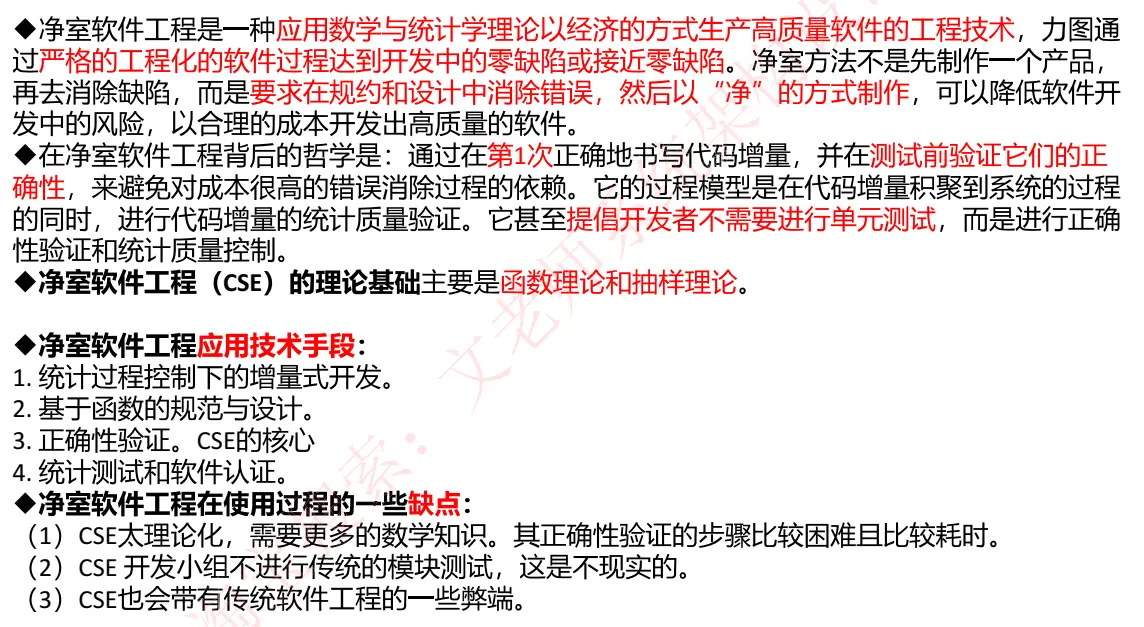 ◆净室软件工程是一种应用数学与统计学理论以经济的方式生产高质量软件的工程技术，力图通
过严格的工程化的软件过程达到开发中的零缺陷或接近零缺陷。净室方法不是先制作一个产品，
再去消除缺陷，而是要求在规约和设计中消除错误，然后以“净”的方式制作，可以降低软件开
发中的风险，以合理的成本开发出高质量的软件。
◆在净室软件工程背后的哲学是：通过在第1次正确地书写代码增量，并在测试前验证它们的正
确性，来避免对成本很高的错误消除过程的依赖。它的过程模型是在代码增量积聚到系统的过程
的同时，进行代码增量的统计质量验证。它甚至提倡开发者不需要进行单元测试，而是进行正确
性验证和统计质量控制。
◆净室软件工程（CSE）的理论基础主要是函数理论和抽样理论。
◆净室软件工程应用技术手段：
1. 统计过程控制下的增量式开发。
2. 基于函数的规范与设计。
3. 正确性验证。CSE的核心
4. 统计测试和软件认证。
◆净室软件工程在使用过程的一些缺点：
（1）CSE太理论化，需要更多的数学知识。其正确性验证的步骤比较困难且比较耗时。
（2）CSE 开发小组不进行传统的模块测试，这是不现实的。
（3）CSE也会带有传统软件工程的一些弊端。